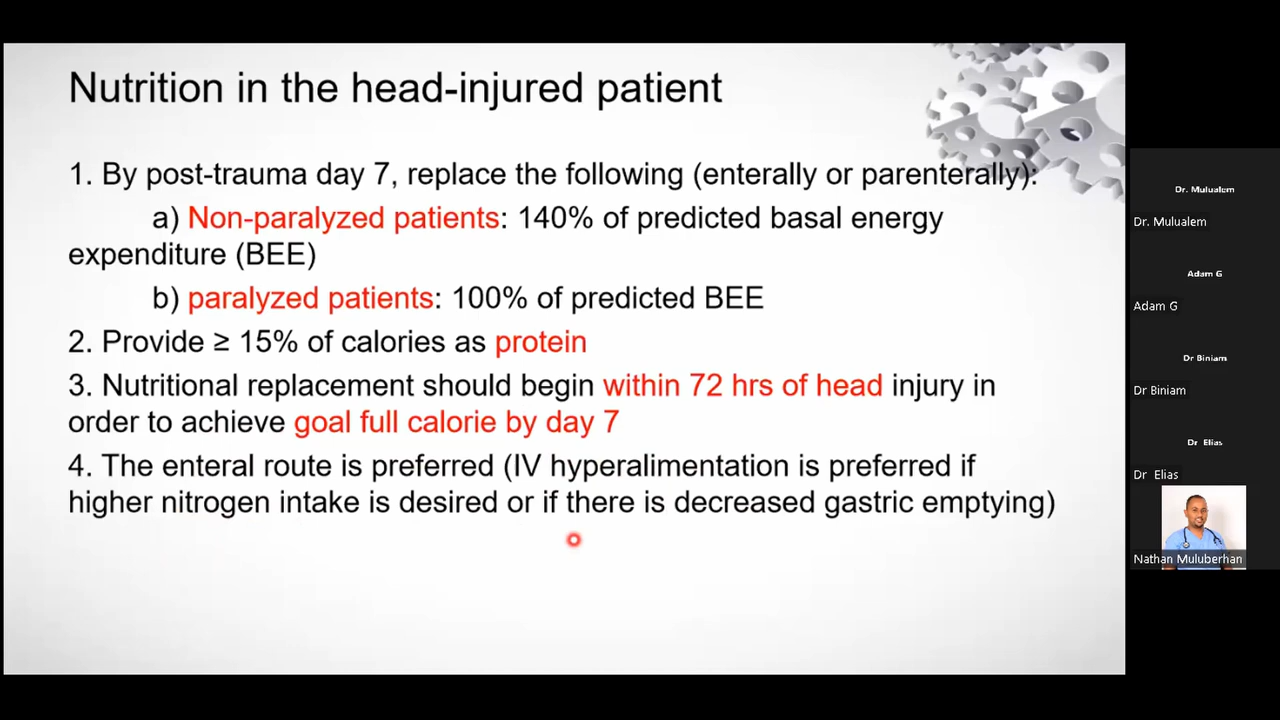 Nutrition in the head-injured patient
1. By post-trauma day 7, replace the following (enterally or parenterally):
a) Non-paralyzed patients: 140% of predicted basal energy
expenditure (BEE)
b) paralyzed patients: 100% of predicted BEE
2. Provide ≥ 15% of calories as protein
3. Nutritional replacement should begin within 72 hrs of head injury in
order to achieve goal full calorie by day 7
4. The enteral route is preferred (IV hyperalimentation is preferred if
higher nitrogen intake is desired or if there is decreased gastric emptying)
Dr. Mulualem
Dr. Mulualem
Adam G
Adam G
Dr Biniam
Dr Biniam
Dr Elias
Dr Elias
Nathan Muluberhan